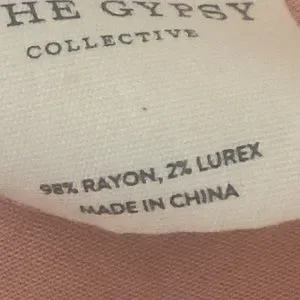 HE GYPSY
COLLECTIVE
98% RAYON, 2% LUREX
MADE IN CHINA